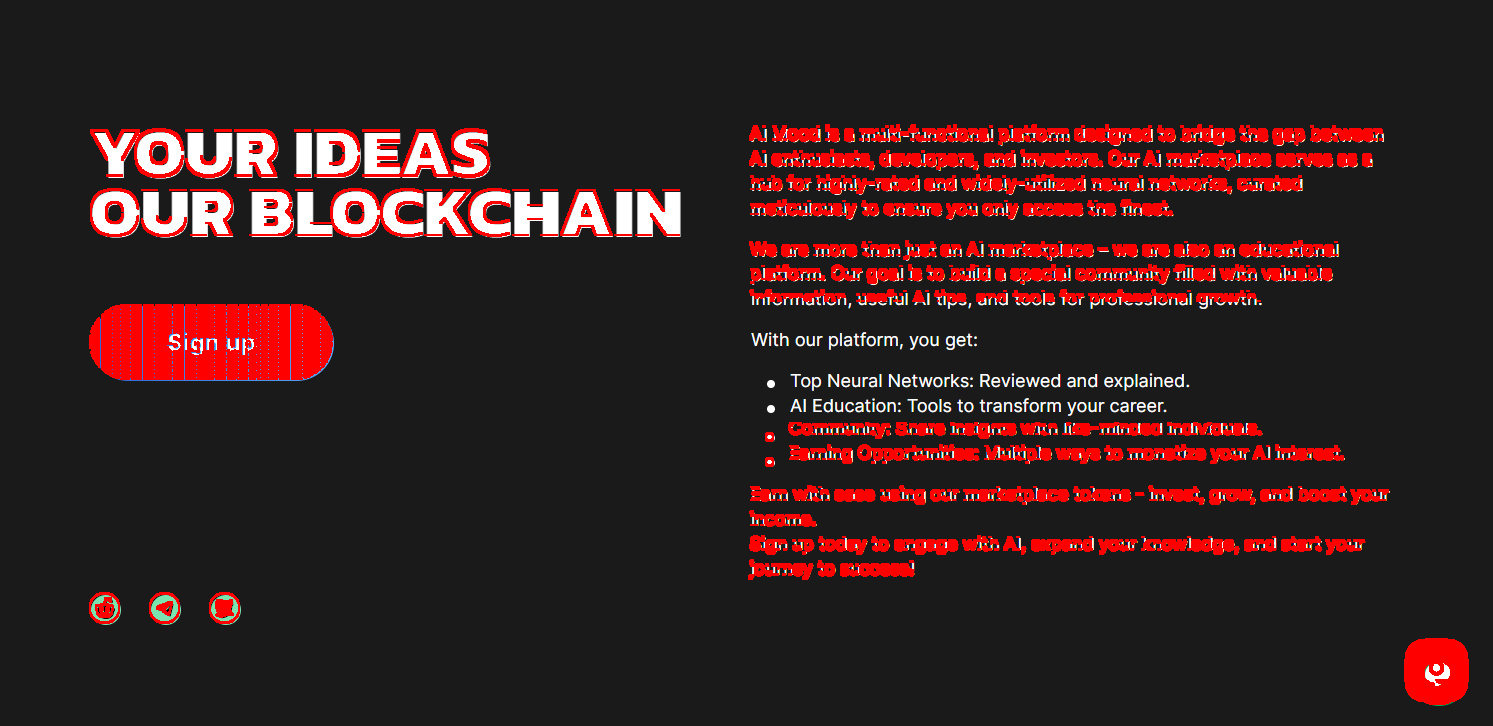 YOUR IDEAS
OUR BLOCKCHAIN
Sign up
AI Mood is a multi-functional platform designed to bridge the gap between
AI enthusiasts, developers, and investors. Our AI marketplace serves as a
hub for highly-rated and widely-utilized neural networks, curated
meticulously to ensure you only access the finest.
We are more than just an AI marketplace – we are also an educational
platform. Our goal is to build a special community filled with valuable
information, useful AI tips, and tools for professional growth.
With our platform, you get:
Top Neural Networks: Reviewed and explained.
AI Education: Tools to transform your career.
Community: Share insights with like-minded individuals.
Earning Opportunities: Multiple ways to monetize your AI interest.
Earn with ease using our marketplace tokens - invest, grow, and boost your
income.
Sign up today to engage with AI, expand your knowledge, and start your
journey to success!